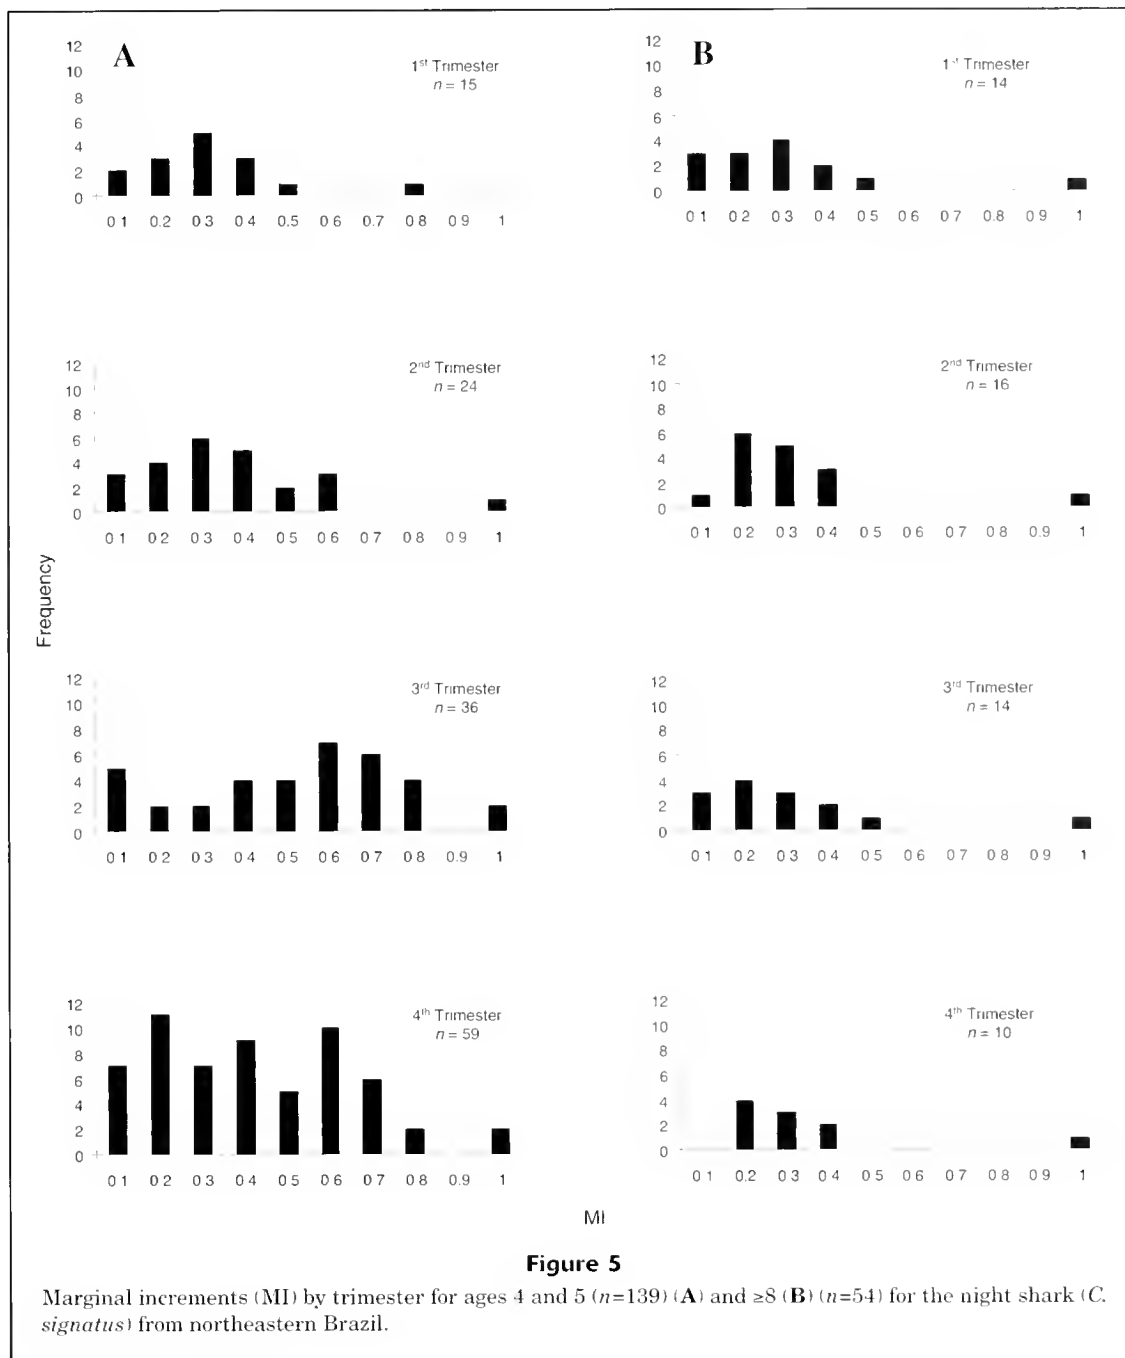 A
1st Trimester
n = 15
12
10
8
6
4
2
0
0 1 0.2 0 3 0 4 0.5 0 6 0.7 0 8 0 9 1
B
1st Trimester
n = 14
12
10
8
6
4
2
0
0 1 0 2 0 3 0 4 0 5 0 6 0 7 0.8 0 9 1
2nd Trimester
n = 24
12
10
8
6
4
2
0
0 1 0 2 0 3 0 4 0 5 0 6 0 7 0 8 0 9 1
2nd Trimester
n = 16
12
10
8
6
4
2
0
0 1 0 2 0 3 0 4 0 5 0 6 0 7 0 8 0.9 1
Frequency
3rd Trimester
n = 36
12
10
8
6
4
2
0
0 1 0 2 0 3 0 4 0 5 0 6 0 7 0 8 0.9 1
3rd Trimester
n = 14
12
10
8
6
4
2
0
0 1 0 2 0 3 0 4 0 5 0 6 0 7 0 8 0 9 1
4th Trimester
n = 59
12
10
8
6
4
2
0
0 1 0 2 0 3 0 4 0 5 0 6 0 7 0 8 0.9 1
4th Trimester
n = 10
12
10
8
6
4
2
0
0 1 0.2 0 3 0 4 0 5 0 6 0 7 0 8 0 9 1
MI
Figure 5
Marginal increments (MI) by trimester for ages 4 and 5 (n=139) (A) and ≥8 (B) (n=54) for the night shark (C.
signatus) from northeastern Brazil.